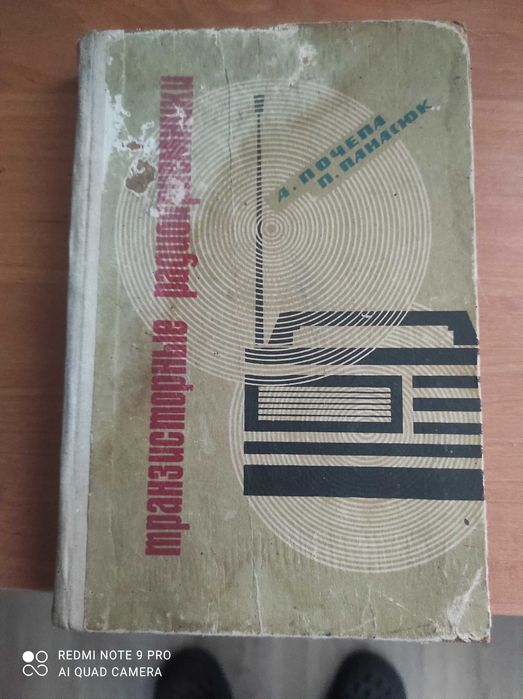 А. ПОЧЕПА
П. ПАНАСЮК
транзисторные радиоприемники
REDMI NOTE 9 PRO
AI QUAD CAMERA